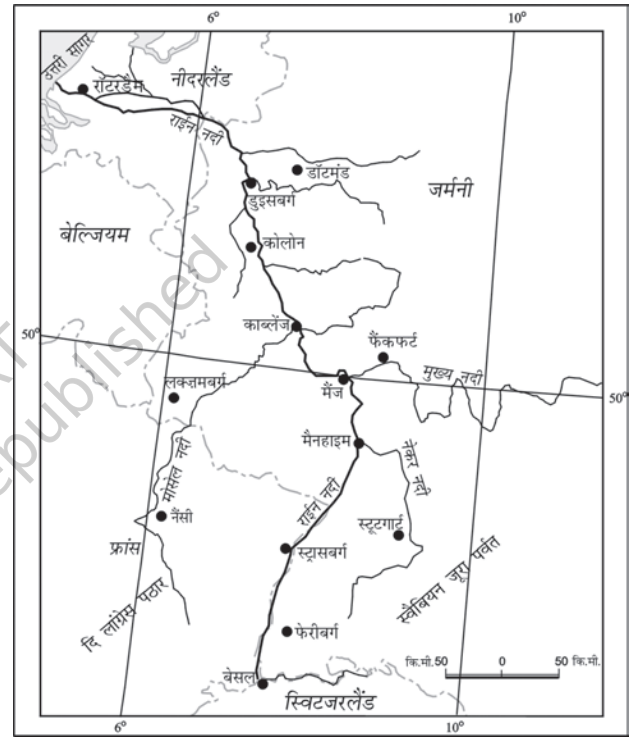 6° 10°
उत्तरी सागर
रॉटरडैम
नीदरलैंड
राईन नदी
डॉटमंड
जर्मनी
डुइसबर्ग
बेल्जियम
कोलोन
काब्लेंज
50°
फ्रैंकफर्ट
मुख्य नदी
लक्ज़मबर्ग
मैंज
50°
मैनहाइम
नेकर नदी
मोसेल नदी
राईन नदी
नैंसी
स्टूटगार्ट
फ्रांस
स्ट्रासबर्ग
स्वैबियन जूरा पर्वत
दि लांग्रेस पठार
फेरीबर्ग
कि.मी. 50 0 50 कि.मी.
बेसल
स्विटजरलैंड
6° 10°
republished